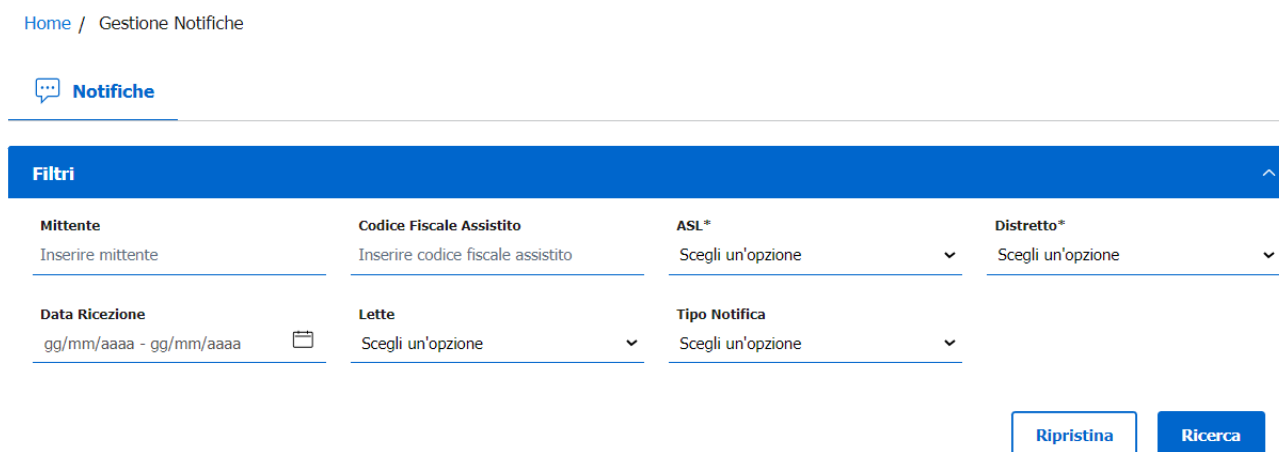 Home / Gestione Notifiche
Notifiche
Filtri
Mittente
Inserire mittente
Codice Fiscale Assistito
Inserire codice fiscale assistito
ASL*
Scegli un'opzione
Distretto*
Scegli un'opzione
Data Ricezione
gg/mm/aaaa - gg/mm/aaaa
Lette
Scegli un'opzione
Tipo Notifica
Scegli un'opzione
Ripristina
Ricerca